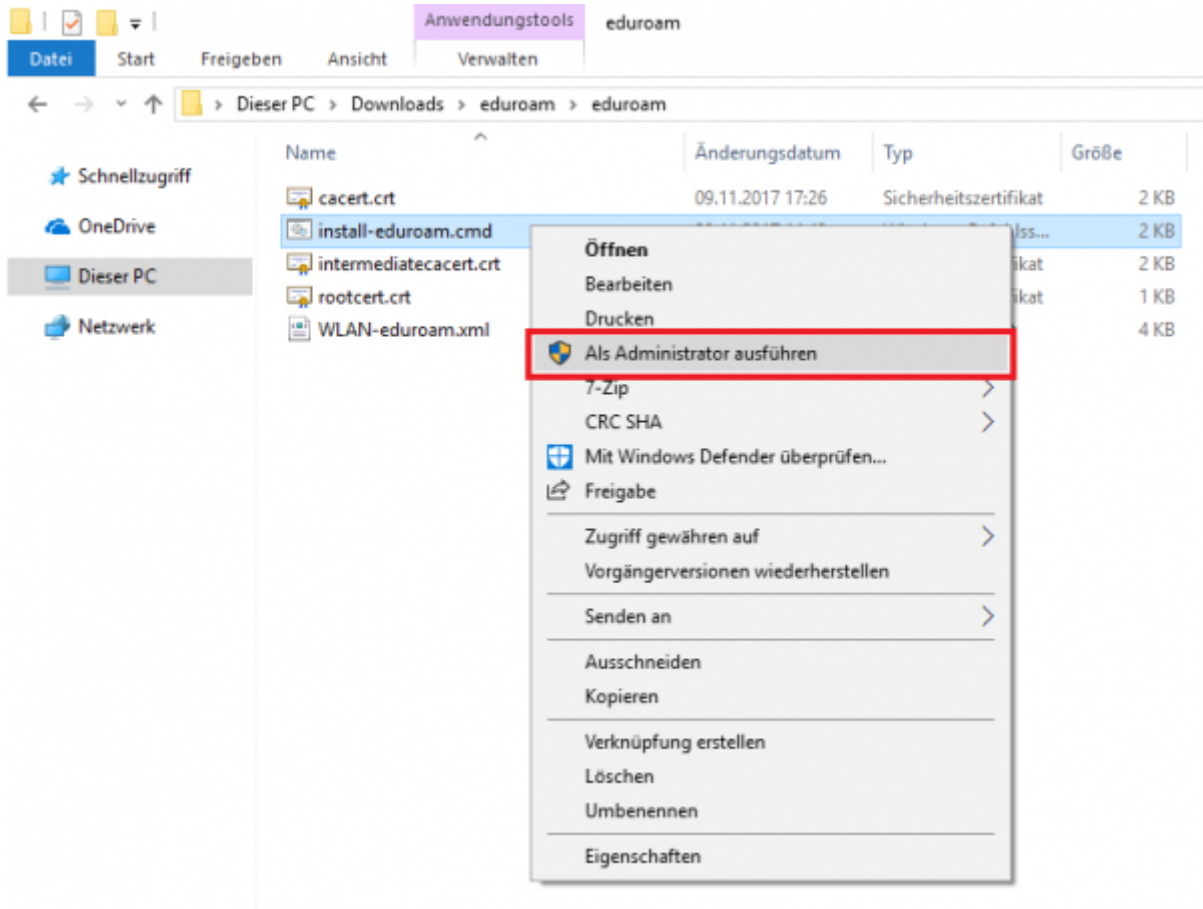 Anwendungstools eduroam
Datei Start Freigeben Ansicht Verwalten
Dieser PC > Downloads > eduroam > eduroam
Name Änderungsdatum Typ Größe
Schnellzugriff
OneDrive
Dieser PC
Netzwerk
cacert.crt 09.11.2017 17:26 Sicherheitszertifikat 2 KB
install-eduroam.cmd 2 KB
intermediatecacert.crt 2 KB
rootcert.crt 1 KB
WLAN-eduroam.xml 4 KB
Öffnen
Bearbeiten
Drucken
Als Administrator ausführen
7-Zip
CRC SHA
Mit Windows Defender überprüfen...
Freigabe
Zugriff gewähren auf
Vorgängerversionen wiederherstellen
Senden an
Ausschneiden
Kopieren
Verknüpfung erstellen
Löschen
Umbenennen
Eigenschaften